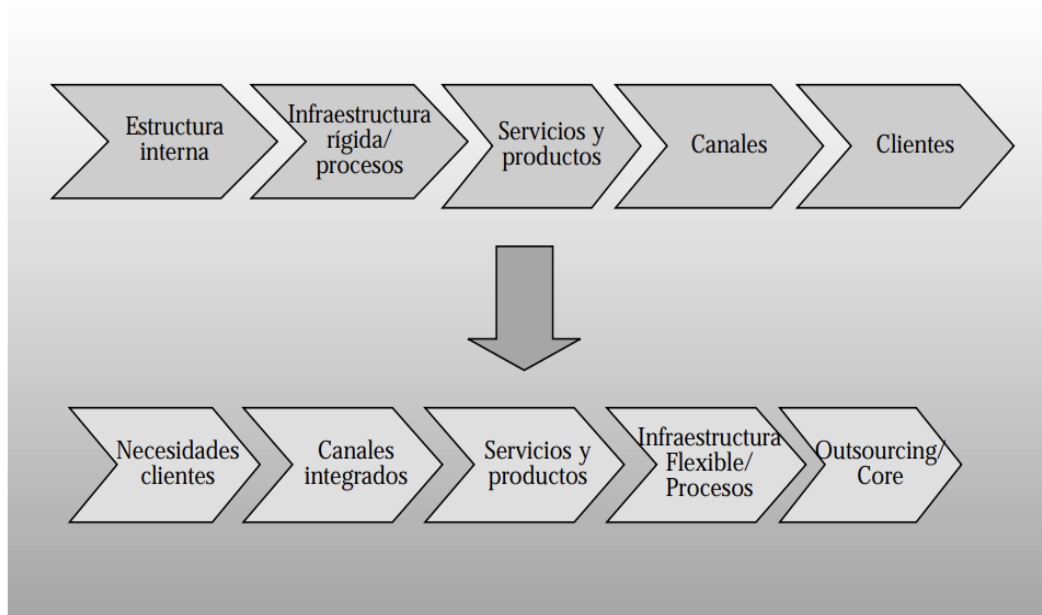 Estructura
interna
Infraestructura
rígida/
procesos
Servicios y
productos
Canales
Clientes
Necesidades
clientes
Canales
integrados
Servicios y
productos
Infraestructura
Flexible/
Procesos
Outsourcing/
Core